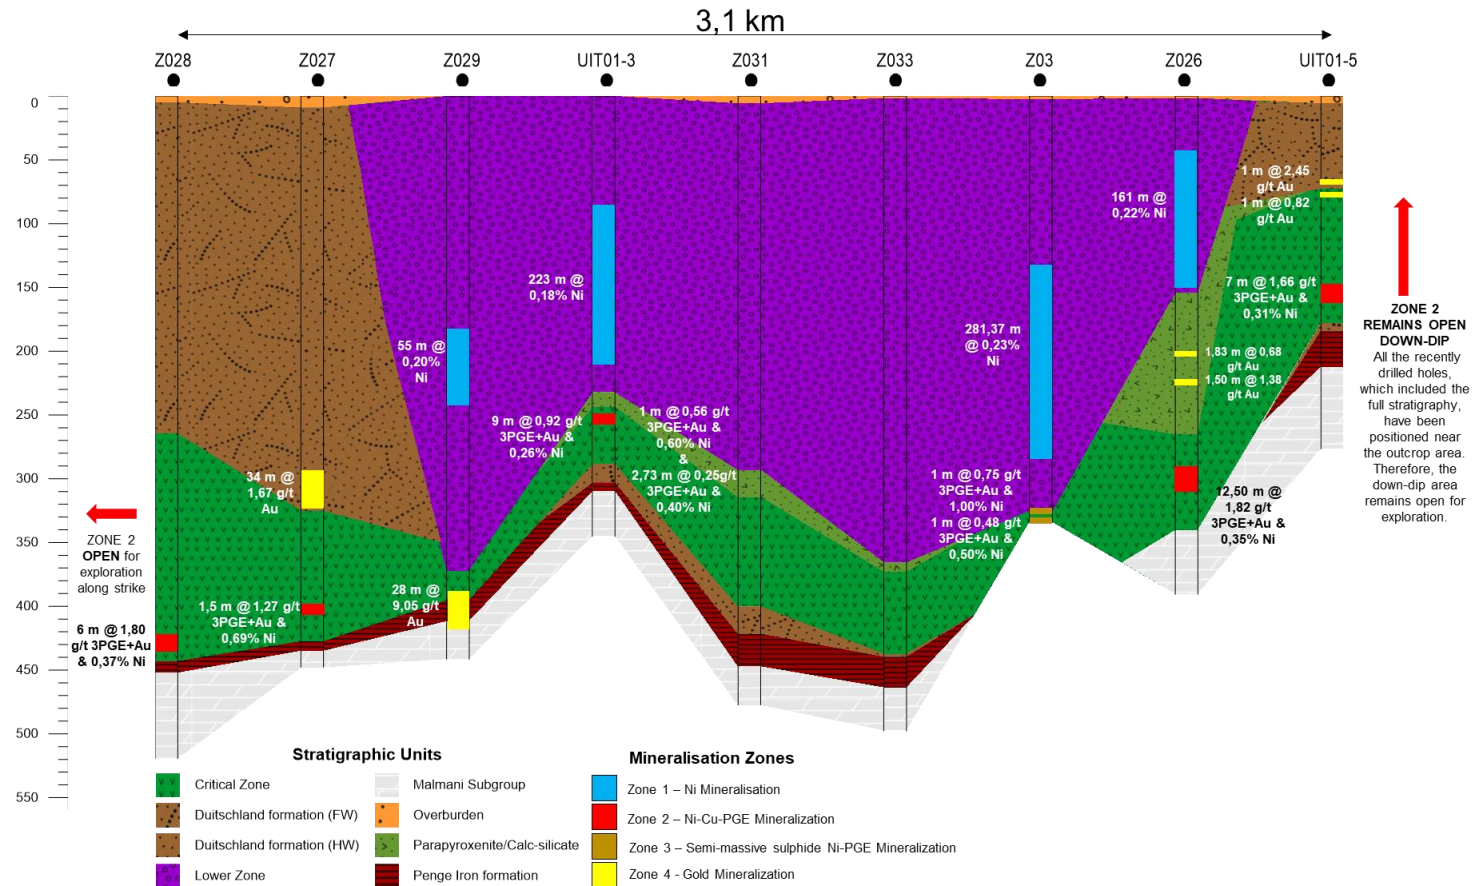 3,1 km
Z028
Z027
Z029
UIT01-3
Z031
Z033
Z03
Z026
UIT01-5
0
50
100
150
200
250
300
350
400
450
500
550
1 m @ 2,45
g/t Au
1 m @ 0,82
g/t Au
161 m @
0,22% Ni
223 m @
0,18% Ni
7 m @ 1,66 g/t
3PGE+Au &
0,31% Ni
55 m @
0,20%
Ni
281,37 m
@ 0,23%
Ni
1,83 m @ 0,68
g/t Au
1,50 m @ 1,38
g/t Au
9 m @ 0,92 g/t
3PGE+Au &
0,26% Ni
1 m @ 0,56 g/t
3PGE+Au &
0,60% Ni
&
2,73 m @ 0,25g/t
3PGE+Au &
0,40% Ni
34 m @
1,67 g/t
Au
1 m @ 0,75 g/t
3PGE+Au &
1,00% Ni
1 m @ 0,48 g/t
3PGE+Au &
0,50% Ni
12,50 m @
1,82 g/t
3PGE+Au &
0,35% Ni
28 m @
9,05 g/t
Au
1,5 m @ 1,27 g/t
3PGE+Au &
0,69% Ni
6 m @ 1,80
g/t 3PGE+Au
& 0,37% Ni
ZONE 2
OPEN for
exploration
along strike
ZONE 2
REMAINS OPEN
DOWN-DIP
All the recently
drilled holes,
which included the
full stratigraphy,
have been
positioned near
the outcrop area.
Therefore, the
down-dip area
remains open for
exploration.
Stratigraphic Units
Critical Zone
Duitschland formation (FW)
Duitschland formation (HW)
Lower Zone
Malmani Subgroup
Overburden
Parapyroxenite/Calc-silicate
Penge Iron formation
Mineralisation Zones
Zone 1 – Ni Mineralisation
Zone 2 – Ni-Cu-PGE Mineralization
Zone 3 – Semi-massive sulphide Ni-PGE Mineralization
Zone 4 - Gold Mineralization